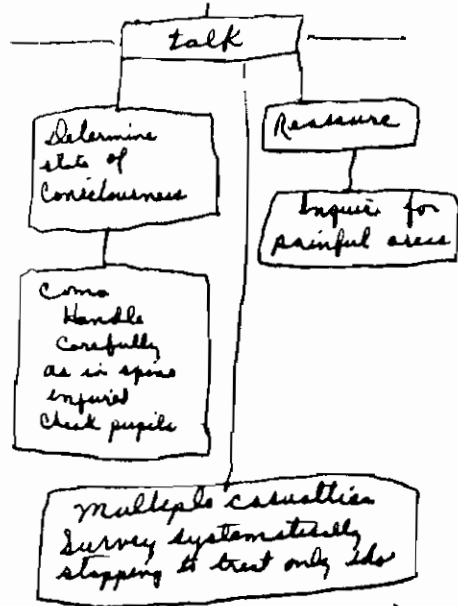 talk
Determine
state of
Consciousness
Reassure
Inquire for
painful areas
Coma
Handle
Carefully
as in spine
injured
Check pupils
Multiple casualties
Survey systematically
stopping to treat only